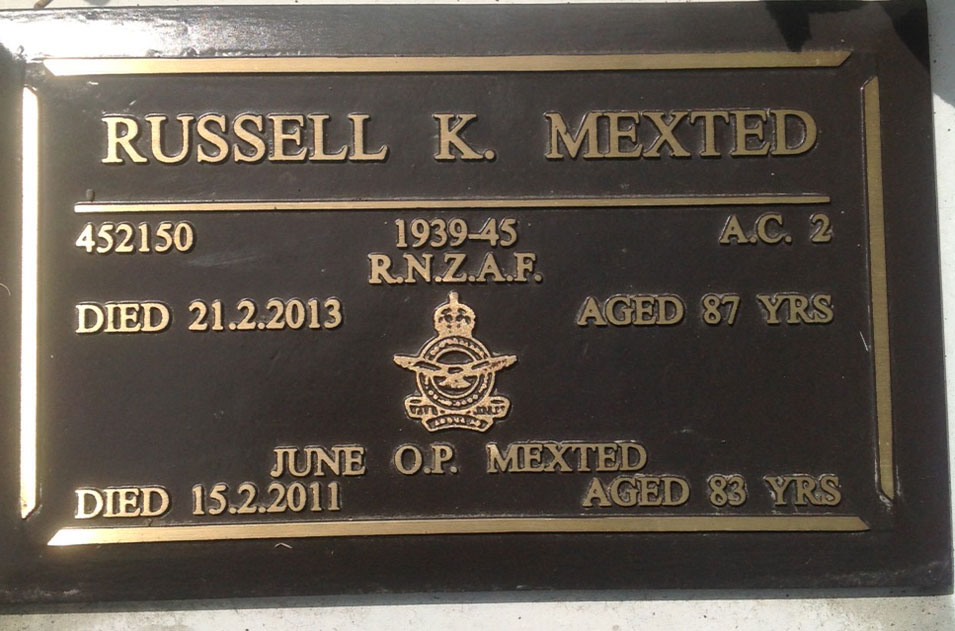 RUSSELL K. MEXTED
452150 1939-45 A.C. 2
R.N.Z.A.F.
DIED 21.2.2013 AGED 87 YRS
JUNE O.P. MEXTED
DIED 15.2.2011 AGED 83 YRS